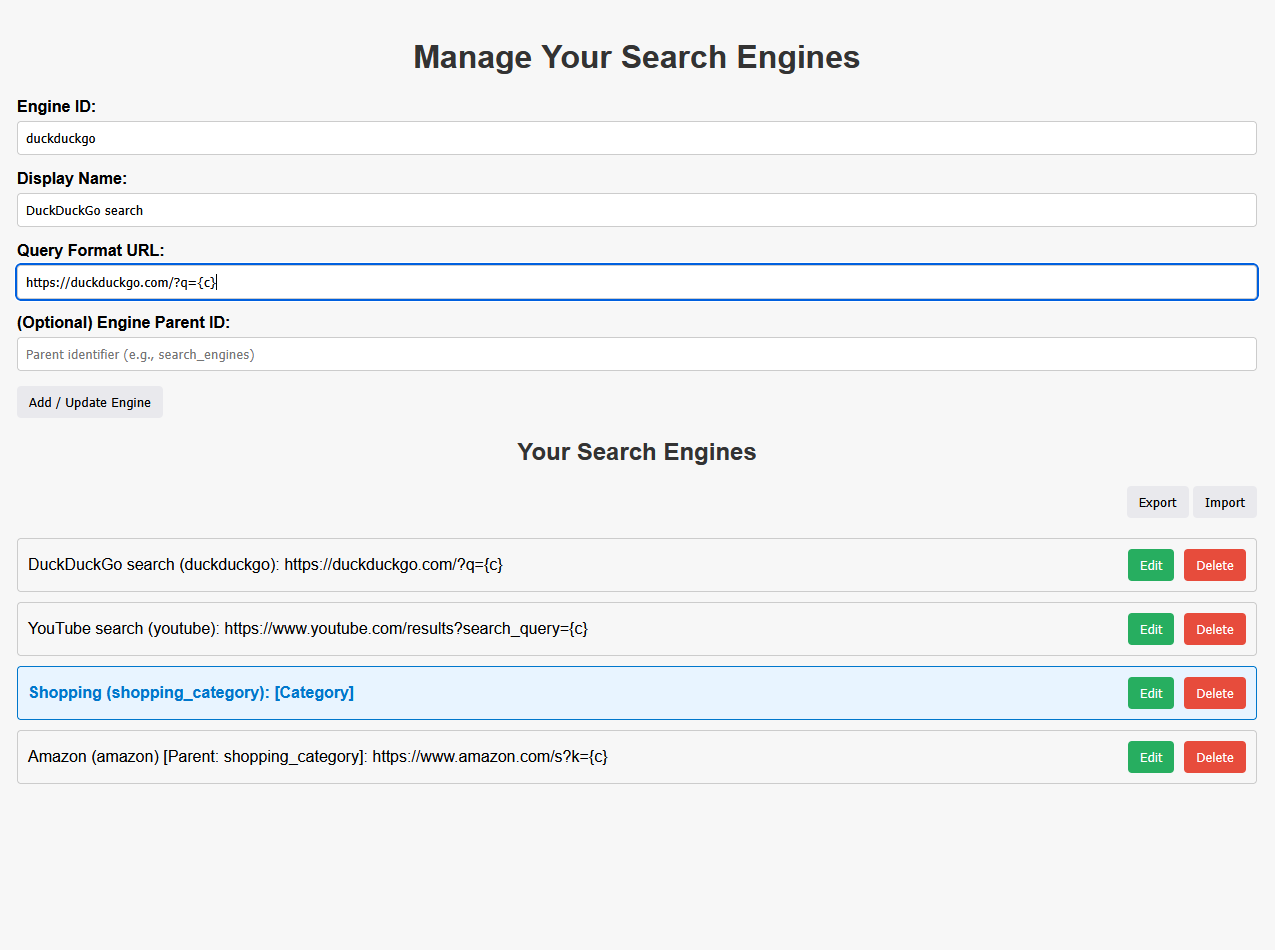 Manage Your Search Engines
Engine ID:
duckduckgo
Display Name:
DuckDuckGo search
Query Format URL:
https://duckduckgo.com/?q={c}
(Optional) Engine Parent ID:
Parent identifier (e.g., search_engines)
Add / Update Engine
Your Search Engines
Export Import
DuckDuckGo search (duckduckgo): https://duckduckgo.com/?q={c} Edit Delete
YouTube search (youtube): https://www.youtube.com/results?search_query={c} Edit Delete
Shopping (shopping_category): [Category] Edit Delete
Amazon (amazon) [Parent: shopping_category]: https://www.amazon.com/s?k={c} Edit Delete